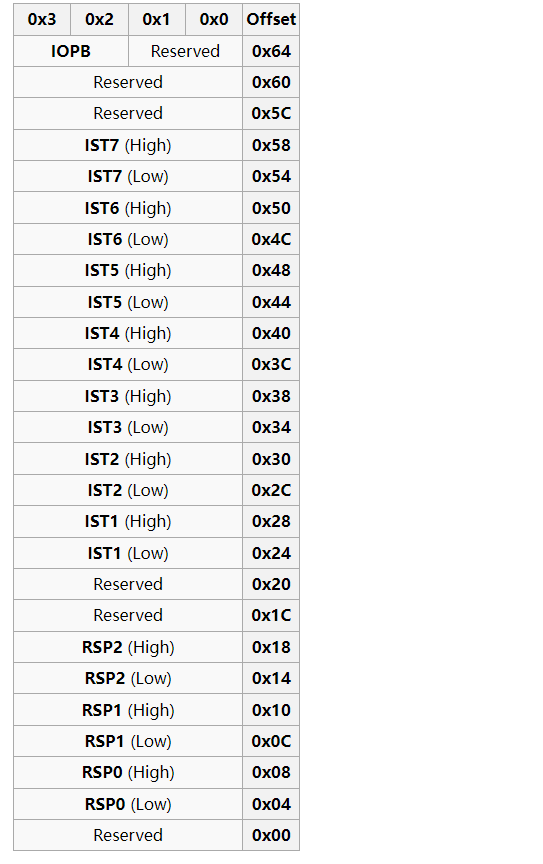 0x3 0x2 0x1 0x0 Offset
IOPB Reserved 0x64
Reserved 0x60
Reserved 0x5C
IST7 (High) 0x58
IST7 (Low) 0x54
IST6 (High) 0x50
IST6 (Low) 0x4C
IST5 (High) 0x48
IST5 (Low) 0x44
IST4 (High) 0x40
IST4 (Low) 0x3C
IST3 (High) 0x38
IST3 (Low) 0x34
IST2 (High) 0x30
IST2 (Low) 0x2C
IST1 (High) 0x28
IST1 (Low) 0x24
Reserved 0x20
Reserved 0x1C
RSP2 (High) 0x18
RSP2 (Low) 0x14
RSP1 (High) 0x10
RSP1 (Low) 0x0C
RSP0 (High) 0x08
RSP0 (Low) 0x04
Reserved 0x00